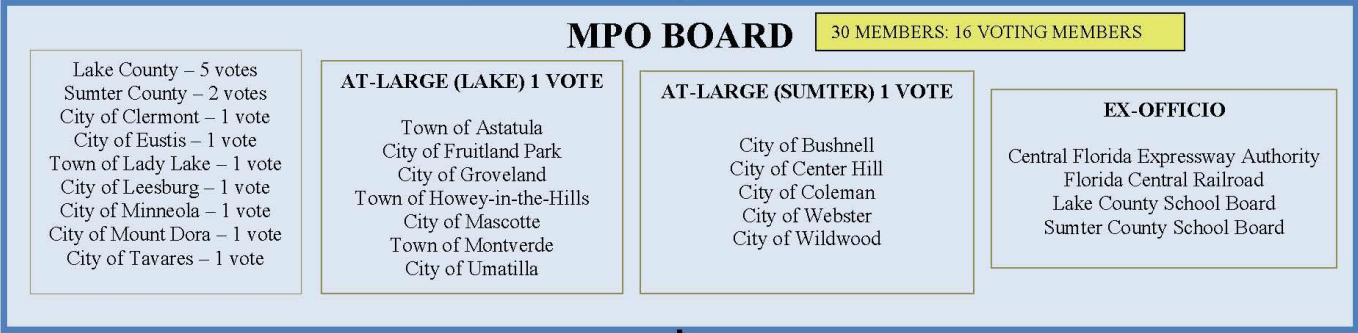 MPO BOARD
30 MEMBERS: 16 VOTING MEMBERS
Lake County – 5 votes
Sumter County – 2 votes
City of Clermont – 1 vote
City of Eustis – 1 vote
Town of Lady Lake – 1 vote
City of Leesburg – 1 vote
City of Minneola – 1 vote
City of Mount Dora – 1 vote
City of Tavares – 1 vote
AT-LARGE (LAKE) 1 VOTE
Town of Astatula
City of Fruitland Park
City of Groveland
Town of Howey-in-the-Hills
City of Mascotte
Town of Montverde
City of Umatilla
AT-LARGE (SUMTER) 1 VOTE
City of Bushnell
City of Center Hill
City of Coleman
City of Webster
City of Wildwood
EX-OFFICIO
Central Florida Expressway Authority
Florida Central Railroad
Lake County School Board
Sumter County School Board